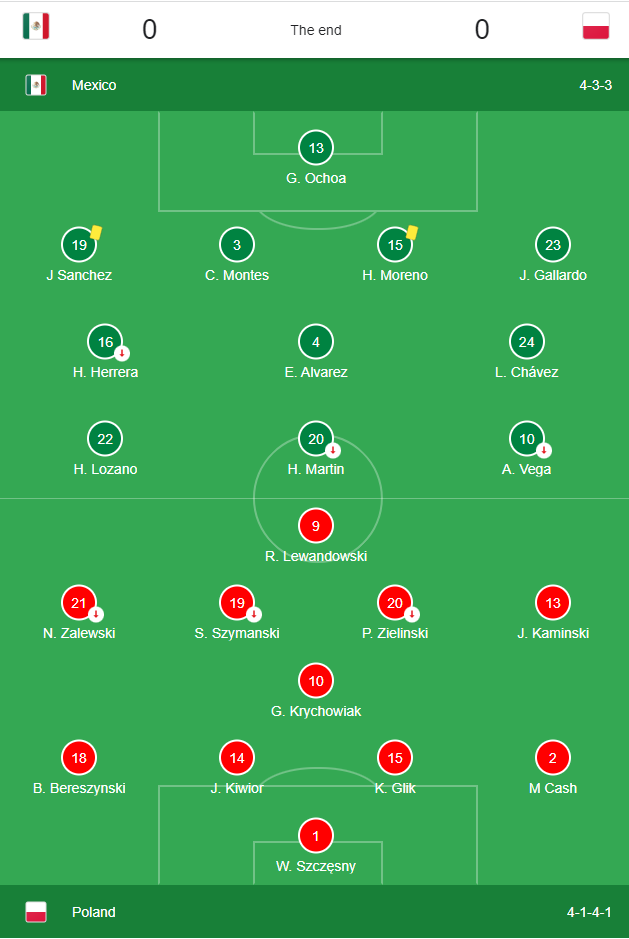 0 The end 0
Mexico 4-3-3
13
G. Ochoa
19 3 15 23
J Sanchez C. Montes H. Moreno J. Gallardo
16 4 24
H. Herrera E. Alvarez L. Chávez
22 20 10
H. Lozano H. Martin A. Vega
9
R. Lewandowski
21 19 20 13
N. Zalewski S. Szymanski P. Zielinski J. Kaminski
10
G. Krychowiak
18 14 15 2
B. Bereszynski J. Kiwior K. Glik M Cash
1
W. Szczęsny
Poland 4-1-4-1